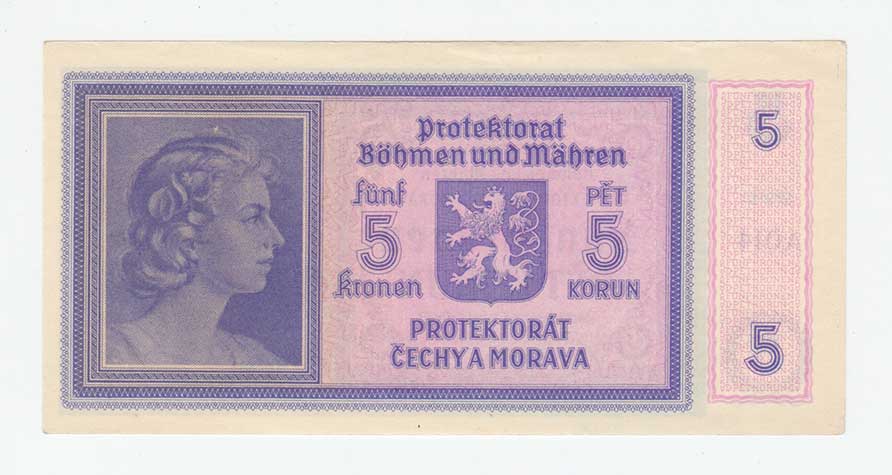 Protektorat
Böhmen und Mähren
fünf
5
Kronen
PĚT
5
KORUN
PROTEKTORÁT
ČECHY A MORAVA
5
5